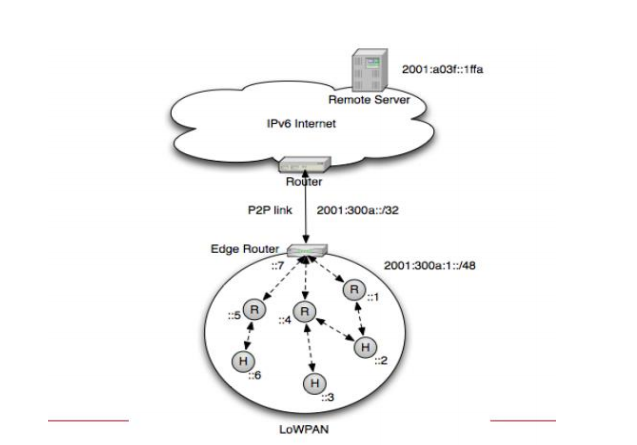 2001:a03f::1ffa
Remote Server
IPv6 Internet
Router
P2P link 2001:300a::/32
Edge Router
::7 2001:300a:1::/48
R ::1
::5 R ::4 R
H ::6 H ::2
H ::3
LoWPAN